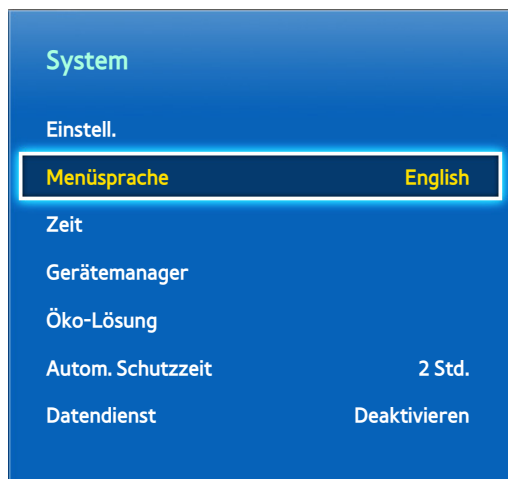 System
Einstell.
Menüsprache English
Zeit
Gerätemanager
Öko-Lösung
Autom. Schutzzeit 2 Std.
Datendienst Deaktivieren